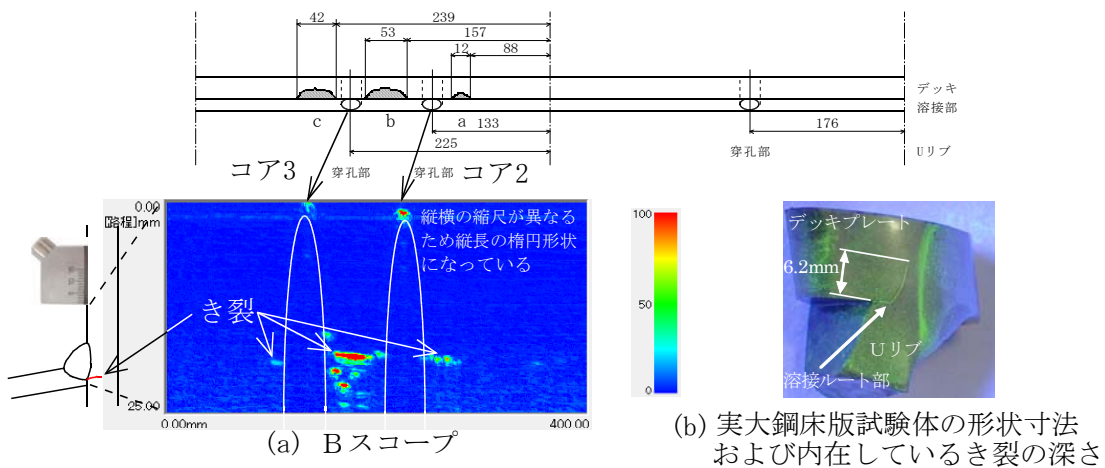 42
239
53
157
12
88
デッキ
溶接部
c
b
a
133
176
225
Uリブ
コア3
穿孔部
穿孔部
コア2
穿孔部
0.00
[路程]mm
縦横の縮尺が異なる
ため縦長の楕円形状
になっている
き裂
25.00
0.00mm
400.00
(a) Bスコープ
100
50
0
デッキプレート
6.2mm
Uリブ
溶接ルート部
(b) 実大鋼床版試験体の形状寸法
および内在しているき裂の深さ